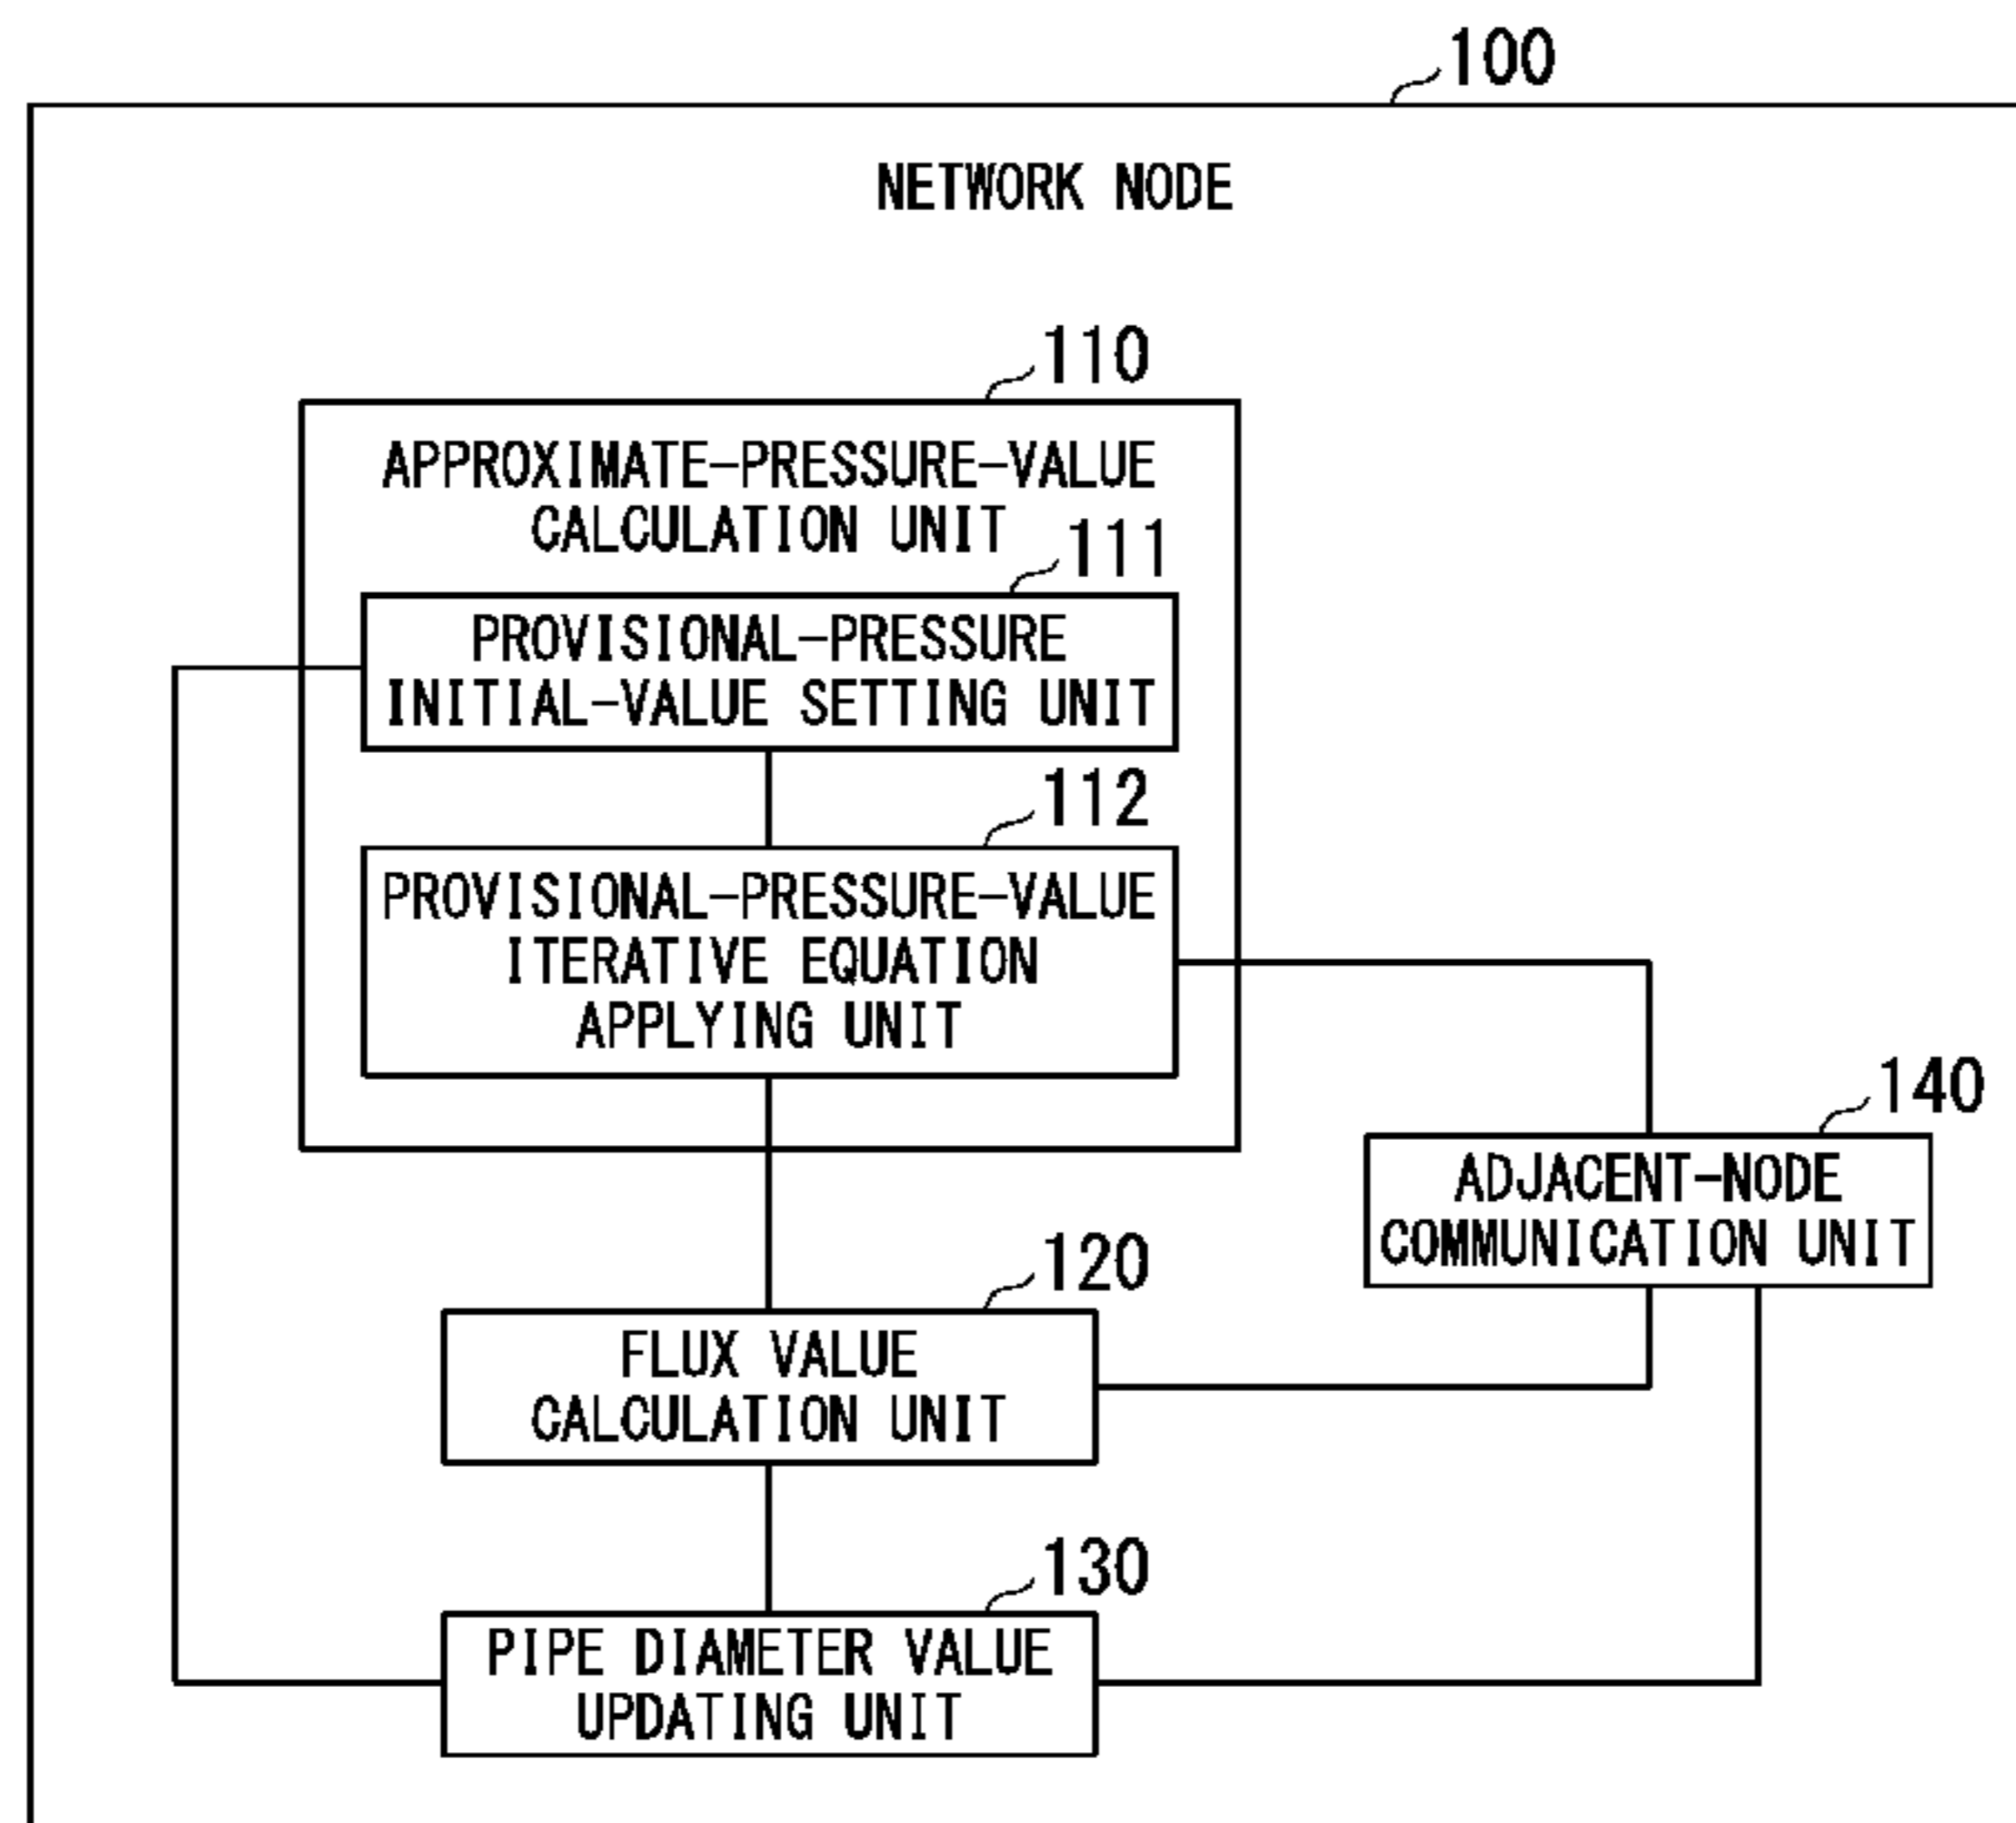 100
NETWORK NODE
110
APPROXIMATE-PRESSURE-VALUE
CALCULATION UNIT
111
PROVISIONAL-PRESSURE
INITIAL-VALUE SETTING UNIT
112
PROVISIONAL-PRESSURE-VALUE
ITERATIVE EQUATION
APPLYING UNIT
140
ADJACENT-NODE
COMMUNICATION UNIT
120
FLUX VALUE
CALCULATION UNIT
130
PIPE DIAMETER VALUE
UPDATING UNIT